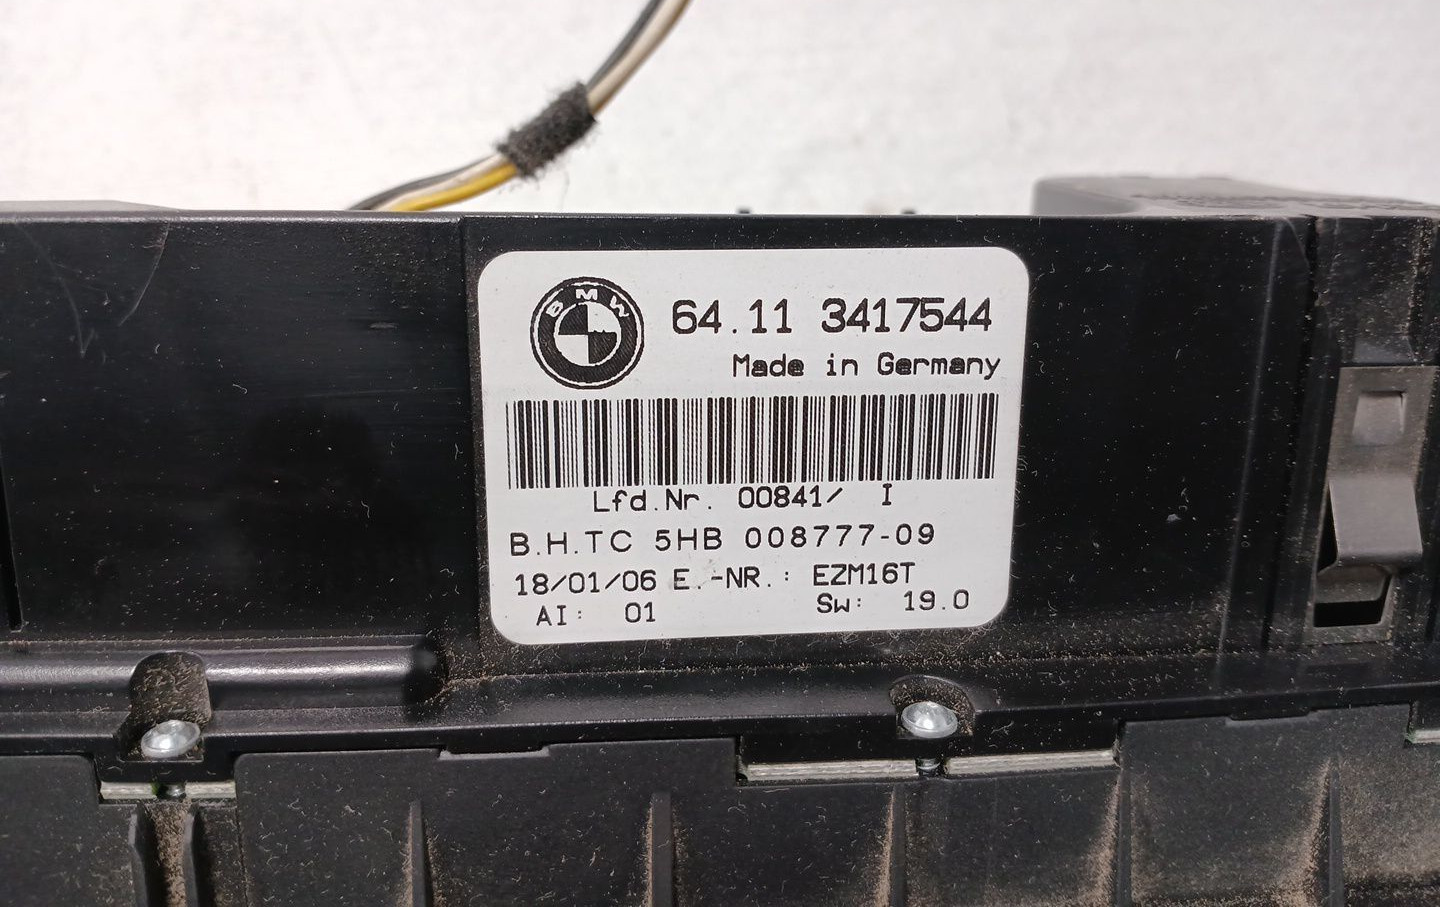 BMW
64.11 3417544
Made in Germany
Lfd.Nr. 00841/ I
B.H.TC 5HB 008777-09
18/01/06 E.-NR.: EZM16T
AI: 01 Sw: 19.0